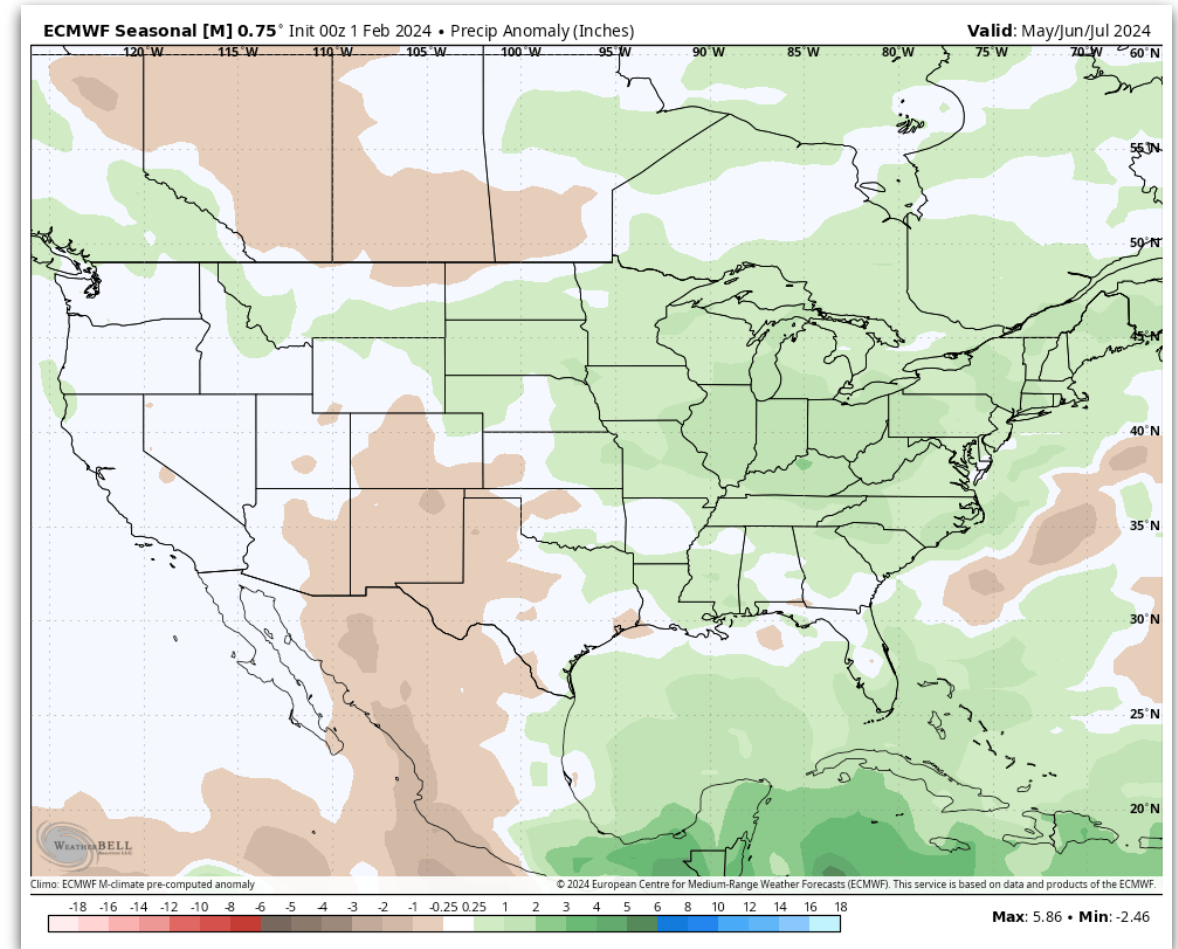 ECMWF Seasonal [M] 0.75° Init 00z 1 Feb 2024 • Precip Anomaly (Inches)
Valid: May/Jun/Jul 2024
120°W 115°W 110°W 105°W 100°W 95°W 90°W 85°W 80°W 75°W 70°W 60°N
55°N
50°N
45°N
40°N
35°N
30°N
25°N
20°N
WEATHERBELL
Climo: ECMWF M-climate pre-computed anomaly
© 2024 European Centre for Medium-Range Weather Forecasts (ECMWF). This service is based on data and products of the ECMWF.
-18 -16 -14 -12 -10 -8 -6 -5 -4 -3 -2 -1 -0.25 0.25 1 2 3 4 5 6 8 10 12 14 16 18
Max: 5.86 • Min: -2.46